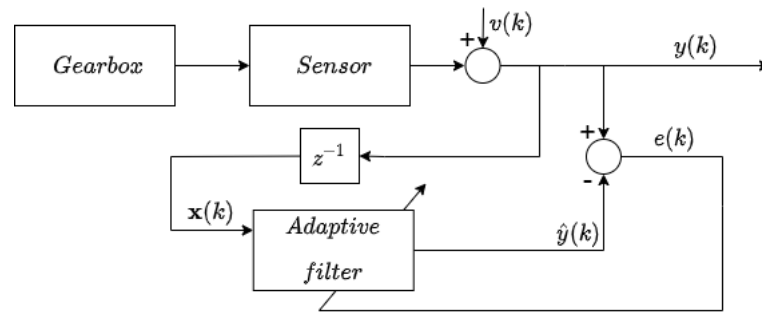 v(k)
+
y(k)
Gearbox
Sensor
+
e(k)
z⁻¹
-
x(k)
ŷ(k)
Adaptive
filter